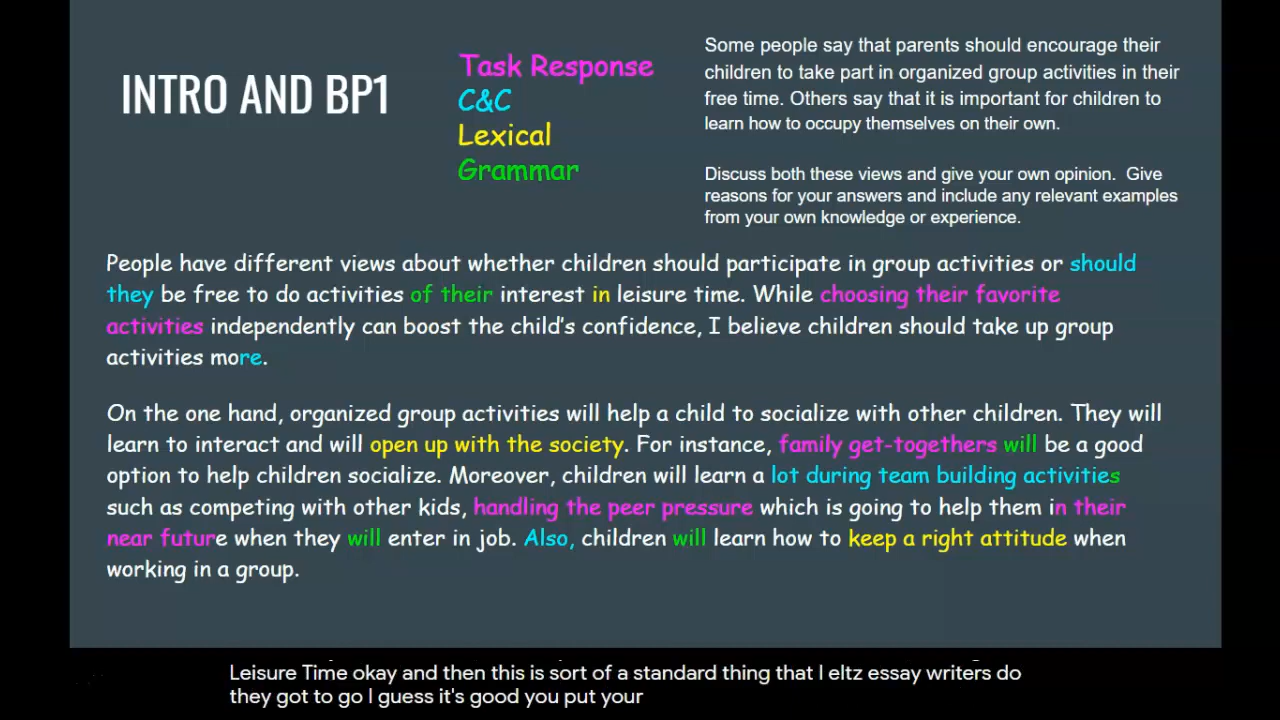 INTRO AND BP1
Task Response
C&C
Lexical
Grammar
Some people say that parents should encourage their
children to take part in organized group activities in their
free time. Others say that it is important for children to
learn how to occupy themselves on their own.
Discuss both these views and give your own opinion. Give
reasons for your answers and include any relevant examples
from your own knowledge or experience.
People have different views about whether children should participate in group activities or should
they be free to do activities of their interest in leisure time. While choosing their favorite
activities independently can boost the child's confidence, I believe children should take up group
activities more.
On the one hand, organized group activities will help a child to socialize with other children. They will
learn to interact and will open up with the society. For instance, family get-togethers will be a good
option to help children socialize. Moreover, children will learn a lot during team building activities
such as competing with other kids, handling the peer pressure which is going to help them in their
near future when they will enter in job. Also, children will learn how to keep a right attitude when
working in a group.
Leisure Time okay and then this is sort of a standard thing that I eltz essay writers do
they got to go I guess it's good you put your